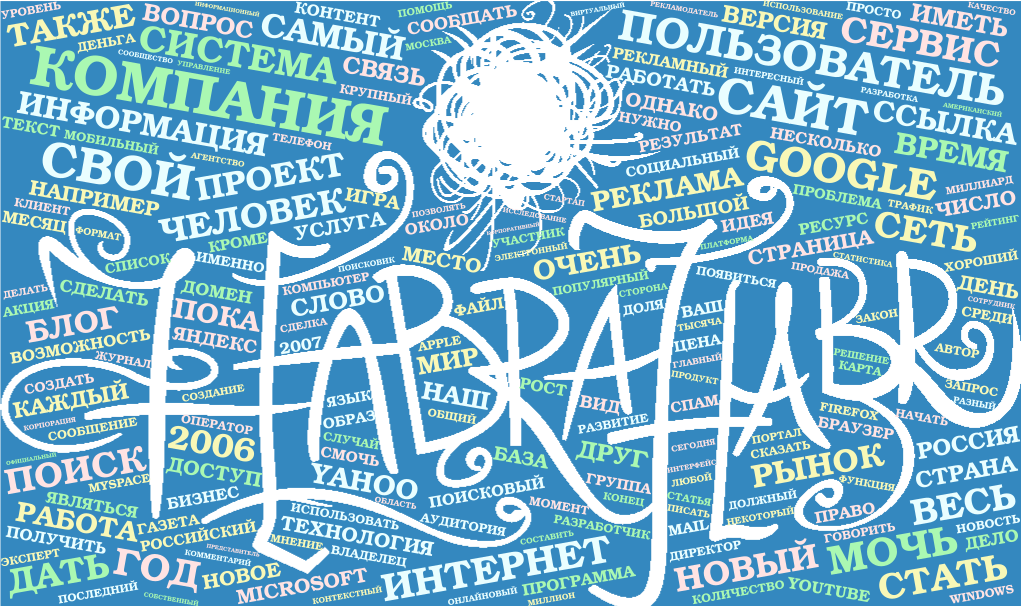 УРОВЕНЬ
ТАКЖЕ
ДЕНЬГА
ВОПРОС
ИНФОРМАЦИОННЫЙ
КОНТЕНТ
САМЫЙ
ПОМОЩЬ
СООБЩАТЬ
МОСКВА
ВИРТУАЛЬНЫЙ
РЕКЛАМОДАТЕЛЬ
ИСПОЛЬЗОВАНИЕ
ВЕРСИЯ
ПРОСТО
ИМЕТЬ
КАЧЕСТВО
СЕРВИС
ПОЛЬЗОВАТЕЛЬ
СИСТЕМА
СООБЩЕСТВО
УПРАВЛЕНИЕ
СВЯЗЬ
КРУПНЫЙ
КОМПАНИЯ
РЕКЛАМНЫЙ
РАБОТАТЬ
ИНТЕРЕСНЫЙ
РАЗРАБОТКА
АМЕРИКАНСКИЙ
САЙТ
ССЫЛКА
ОДНАКО
НУЖНО
РЕЗУЛЬТАТ
НЕСКОЛЬКО
ВРЕМЯ
ИНФОРМАЦИЯ
ТЕКСТ
МОБИЛЬНЫЙ
АГЕНТСТВО
ТЕЛЕФОН
СВОЙ
ПРОЕКТ
СОЦИАЛЬНЫЙ
GOOGLE
МИЛЛИАРД
НАПРИМЕР
ЧЕЛОВЕК
ИГРА
СТАРТАП
РЕКЛАМА
ПРОБЛЕМА
ТРАФИК
ЧИСЛО
КЛИЕНТ
МЕСЯЦ
ФОРМАТ
УСЛУГА
ПОЗВОЛЯТЬ
ОКОЛО
ИССЛЕДОВАНИЕ
КОРПОРАТИВНЫЙ
УЧАСТНИК
ЭЛЕКТРОННЫЙ
БОЛЬШОЙ
ИДЕЯ
РЕСУРС
СЕТЬ
РЕЙТИНГ
КРОМЕ
ИМЕННО
СПИСОК
ПОИСКОВИК
МЕСТО
ОЧЕНЬ
ПЛАТФОРМА
СТРАНИЦА
СТАТИСТИКА
ХОРОШИЙ
ДЕЛАТЬ
АКЦИЯ
СДЕЛАТЬ
ДОМЕН
КОМПЬЮТЕР
СЛОВО
ПОПУЛЯРНЫЙ
СТОРОНА
ПОЯВИТЬСЯ
ПРОДАЖА
ДЕНЬ
СОТРУДНИК
СРЕДИ
БЛОГ
ПОКА
ЯНДЕКС
СДЕЛКА
2007
ФАЙЛ
ДОЛЯ
ВАШ
ТЫСЯЧА
ЦЕНА
ЗАКОН
АВТОР
ВОЗМОЖНОСТЬ
ЖУРНАЛ
APPLE
МИР
ГЛАВНЫЙ
ПРОДУКТ
РЕШЕНИЕ
КАРТА
HABRAHABR
СОЗДАТЬ
КАЖДЫЙ
СОЗДАНИЕ
ЯЗЫК
ОБРАЗ
НАШ
ОБЩИЙ
РОСТ
ВИД
СПАМ
FIREFOX
БРАУЗЕР
НАЧАТЬ
ЗАПРОС
РАЗНЫЙ
КОРПОРАЦИЯ
СООБЩЕНИЕ
ОПЕРАТОР
2006
СЛУЧАЙ
СМОЧЬ
РАЗВИТИЕ
СЕГОДНЯ
ПОРТАЛ
СКАЗАТЬ
РОССИЯ
ОФИЦИАЛЬНЫЙ
ПОИСК
MYSPACE
ДОСТУП
YAHOO
БАЗА
ДРУГ
ИНТЕРФЕЙС
ЛЮБОЙ
РЫНОК
ФУНКЦИЯ
СТРАНА
ЯВЛЯТЬСЯ
БИЗНЕС
ОБЛАСТЬ
ПОИСКОВЫЙ
ГРУППА
КОНЕЦ
СТАТЬЯ
ПИСАТЬ
ДОЛЖНЫЙ
НЕКОТОРЫЙ
ПРАВО
ВЕСЬ
РАБОТА
ГАЗЕТА
РОССИЙСКИЙ
ИСПОЛЬЗОВАТЬ
ТЕХНОЛОГИЯ
АУДИТОРИЯ
МОМЕНТ
РАЗРАБОТЧИК
MAIL
ГОВОРИТЬ
НОВОСТЬ
ПОЛУЧИТЬ
ПРЕДСТАВИТЕЛЬ
КОММЕНТАРИЙ
МНЕНИЕ
ВЛАДЕЛЕЦ
СОСТАВИТЬ
ДИРЕКТОР
МОЧЬ
ДЕЛО
ЭКСПЕРТ
ДАТЬ
ГОД
НОВОЕ
ИНТЕРНЕТ
НОВЫЙ
СТАТЬ
ПОСЛЕДНИЙ
СОБСТВЕННЫЙ
MICROSOFT
КОНТЕКСТНЫЙ
ОНЛАЙНОВЫЙ
ПРОГРАММА
МИЛЛИОН
КОЛИЧЕСТВО
YOUTUBE
WINDOWS